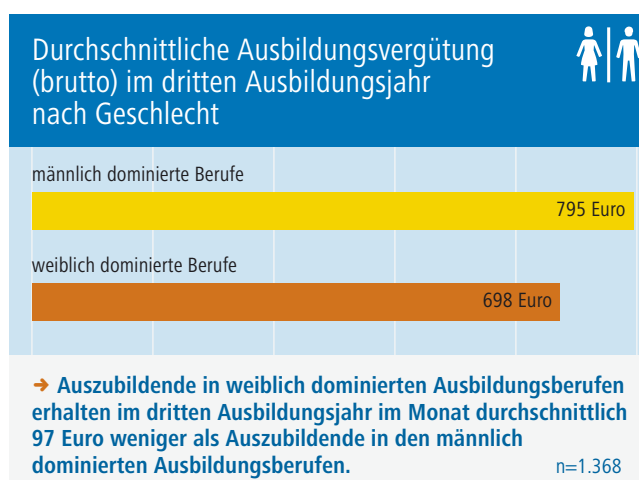 Durchschnittliche Ausbildungsvergütung
(brutto) im dritten Ausbildungsjahr
nach Geschlecht
männlich dominierte Berufe
795 Euro
weiblich dominierte Berufe
698 Euro
→ Auszubildende in weiblich dominierten Ausbildungsberufen
erhalten im dritten Ausbildungsjahr im Monat durchschnittlich
97 Euro weniger als Auszubildende in den männlich
dominierten Ausbildungsberufen. n=1.368